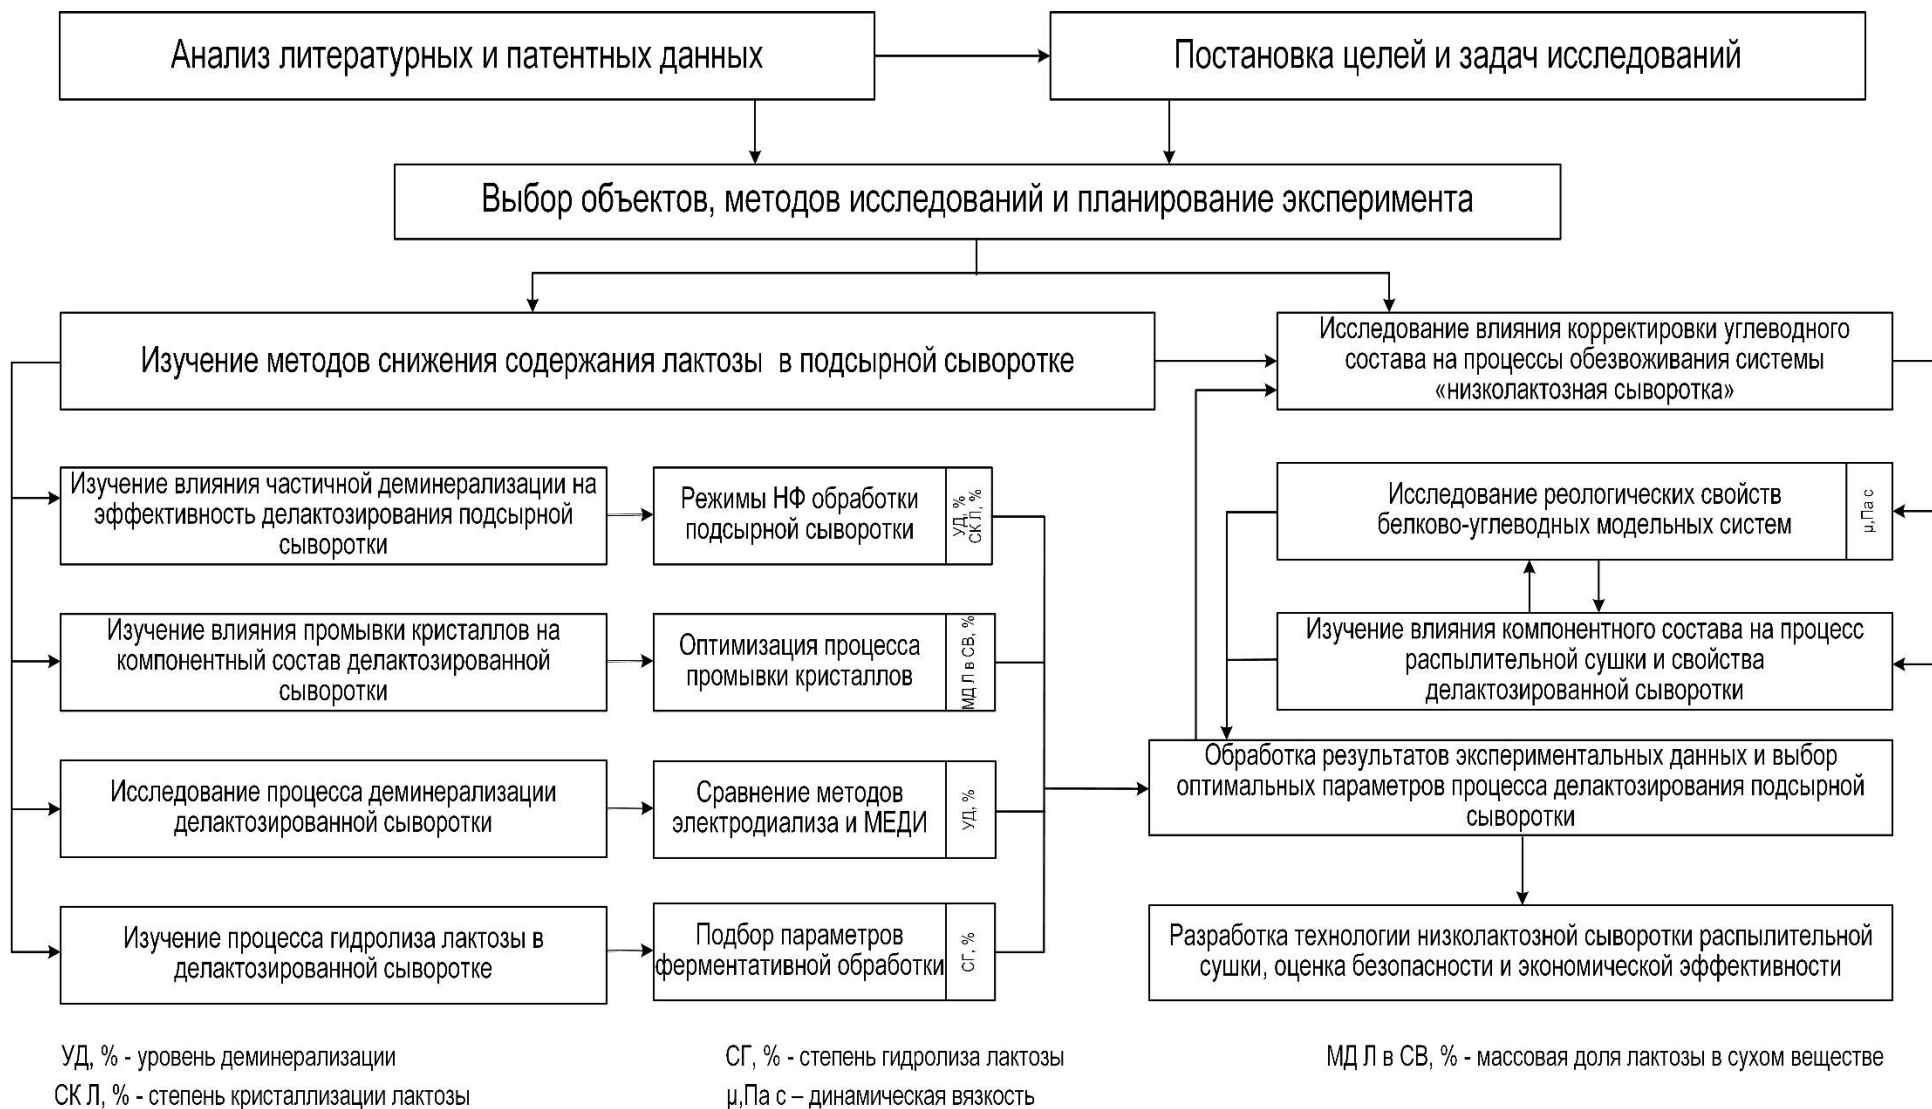 Анализ литературных и патентных данных
Постановка целей и задач исследований
Выбор объектов, методов исследований и планирование эксперимента
Изучение методов снижения содержания лактозы в подсырной сыворотке
Исследование влияния корректировки углеводного
состава на процессы обезвоживания системы
«низколактозная сыворотка»
Изучение влияния частичной деминерализации на
эффективность делактозирования подсырной
сыворотки
Режимы НФ обработки
подсырной сыворотки
УД, %
СК Л, %
Исследование реологических свойств
белково-углеводных модельных систем
μ,Па с
Изучение влияния промывки кристаллов на
компонентный состав делактозированной
сыворотки
Оптимизация процесса
промывки кристаллов
МД Л в СВ, %
Изучение влияния компонентного состава на процесс
распылительной сушки и свойства
делактозированной сыворотки
Исследование процесса деминерализации
делактозированной сыворотки
Сравнение методов
электродиализа и МЕДИ
УД, %
Обработка результатов экспериментальных данных и выбор
оптимальных параметров процесса делактозирования подсырной
сыворотки
Изучение процесса гидролиза лактозы в
делактозированной сыворотке
Подбор параметров
ферментативной обработки
СГ, %
Разработка технологии низколактозной сыворотки распылительной
сушки, оценка безопасности и экономической эффективности
УД, % - уровень деминерализации
СГ, % - степень гидролиза лактозы
МД Л в СВ, % - массовая доля лактозы в сухом веществе
СК Л, % - степень кристаллизации лактозы
μ,Па с – динамическая вязкость